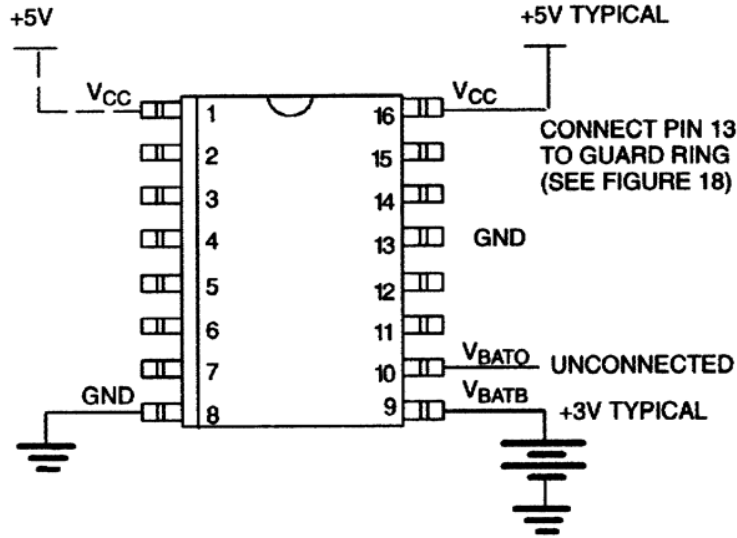 +5V
+5V TYPICAL
VCC
VCC
1
16
CONNECT PIN 13
TO GUARD RING
(SEE FIGURE 18)
2
15
3
14
4
13
GND
5
12
6
11
7
10
VBATO
UNCONNECTED
GND
8
9
VBATB
+3V TYPICAL